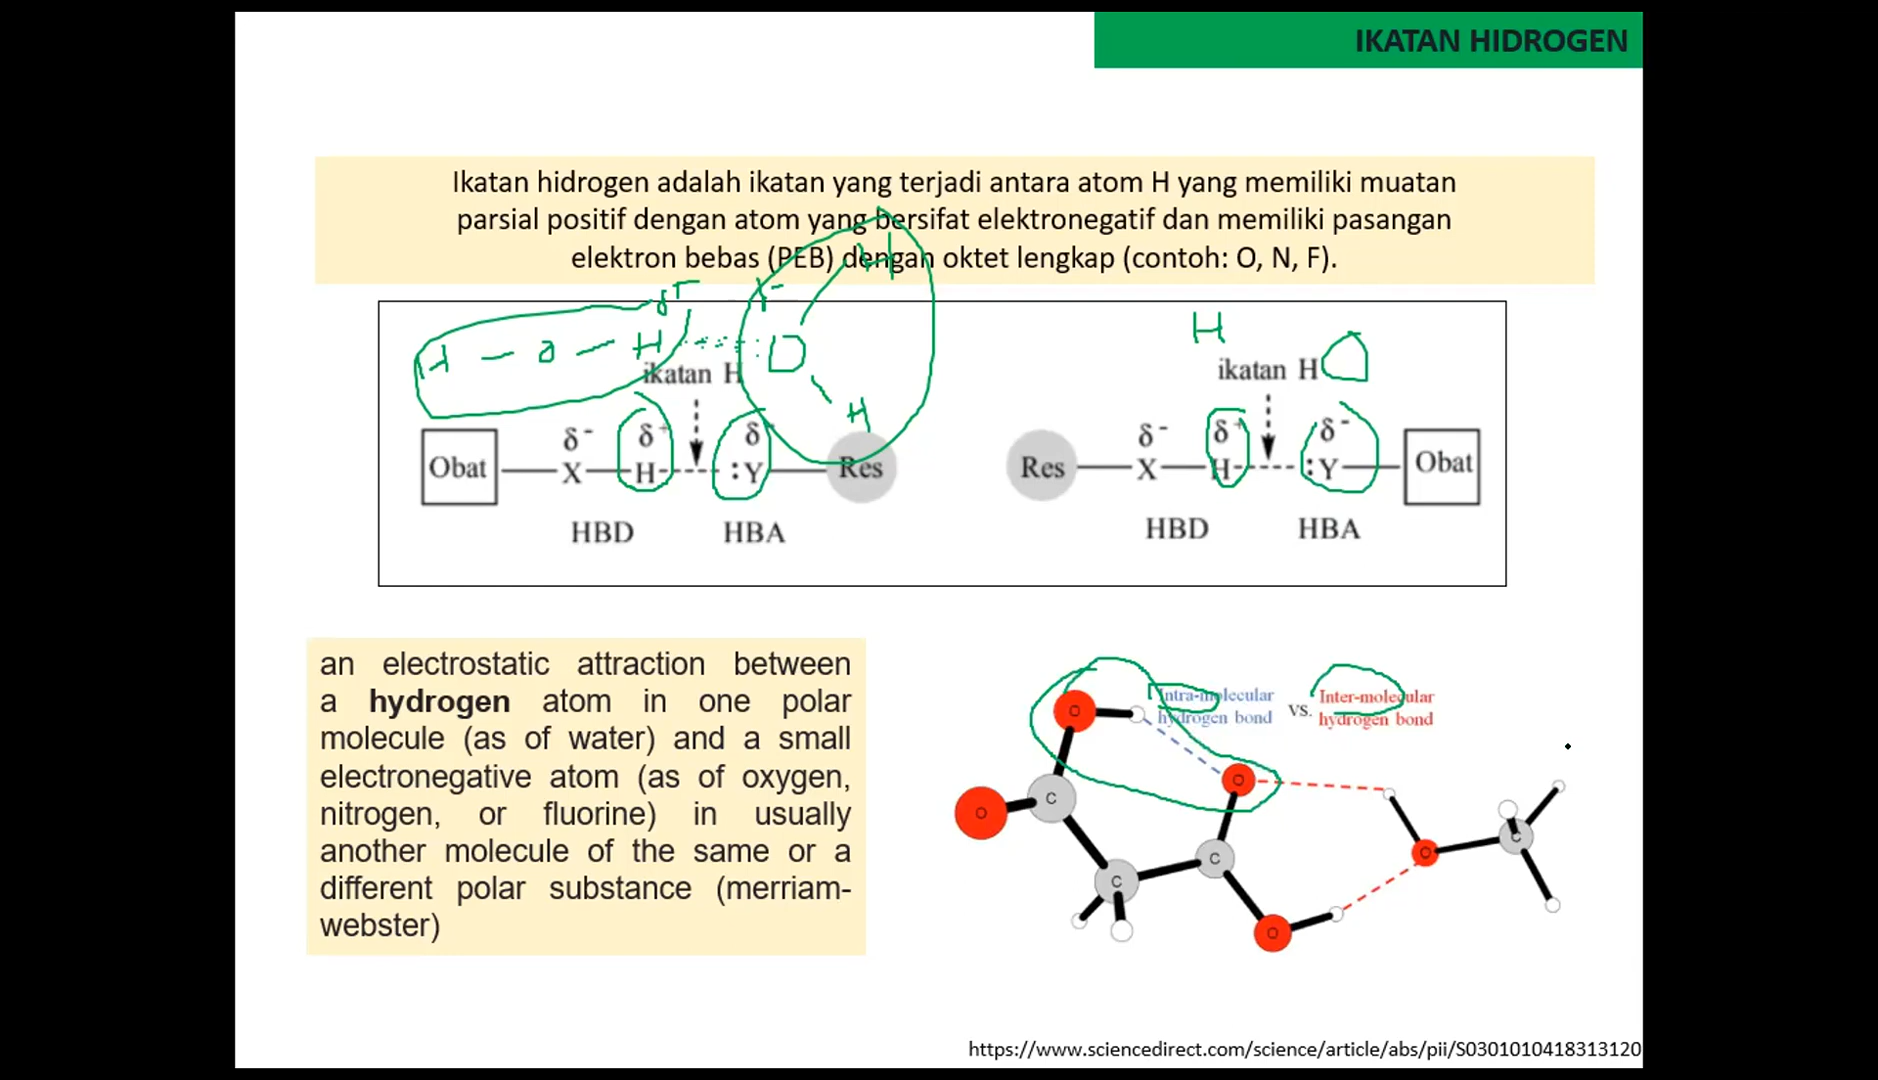 IKATAN HIDROGEN
Ikatan hidrogen adalah ikatan yang terjadi antara atom H yang memiliki muatan
parsial positif dengan atom yang bersifat elektronegatif dan memiliki pasangan
elektron bebas (PEB) dengan oktet lengkap (contoh: O, N, F).
δ+ δ-
H
H - O - H O
H
H
ikatan H
δ- δ+ δ
Obat X H :Y Res
HBD HBA
H
ikatan H
δ- δ+ δ-
Res X H :Y Obat
HBD HBA
an electrostatic attraction between
a hydrogen atom in one polar
molecule (as of water) and a small
electronegative atom (as of oxygen,
nitrogen, or fluorine) in usually
another molecule of the same or a
different polar substance (merriam-
webster)
Intra-molecular
hydrogen bond
vs.
Inter-molecular
hydrogen bond
O
O
C
O
C
C
O
C
O
https://www.sciencedirect.com/science/article/abs/pii/S0301010418313120